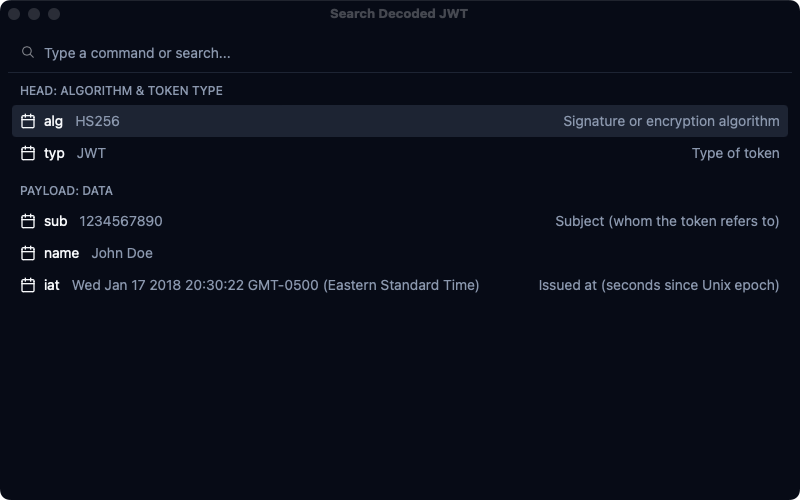 Search Decoded JWT
Type a command or search...
HEAD: ALGORITHM & TOKEN TYPE
alg HS256 Signature or encryption algorithm
typ JWT Type of token
PAYLOAD: DATA
sub 1234567890 Subject (whom the token refers to)
name John Doe
iat Wed Jan 17 2018 20:30:22 GMT-0500 (Eastern Standard Time) Issued at (seconds since Unix epoch)